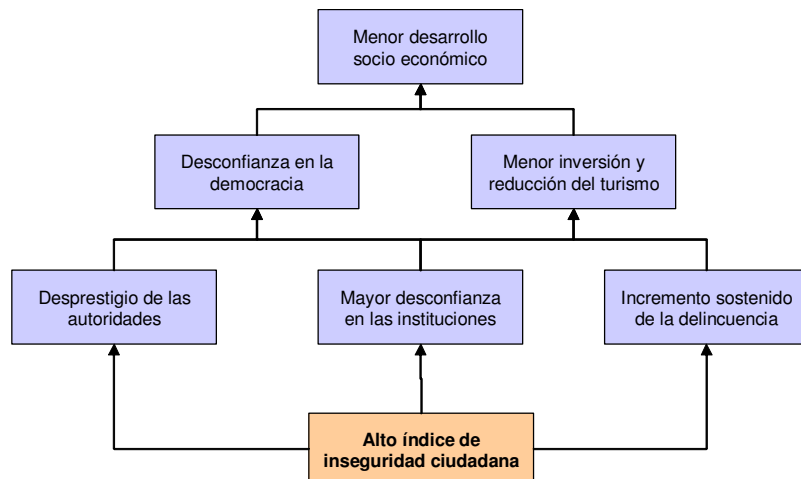 Menor desarrollo
socio económico
Desconfianza en la
democracia
Menor inversión y
reducción del turismo
Desprestigio de las
autoridades
Mayor desconfianza
en las instituciones
Incremento sostenido
de la delincuencia
Alto índice de
inseguridad ciudadana